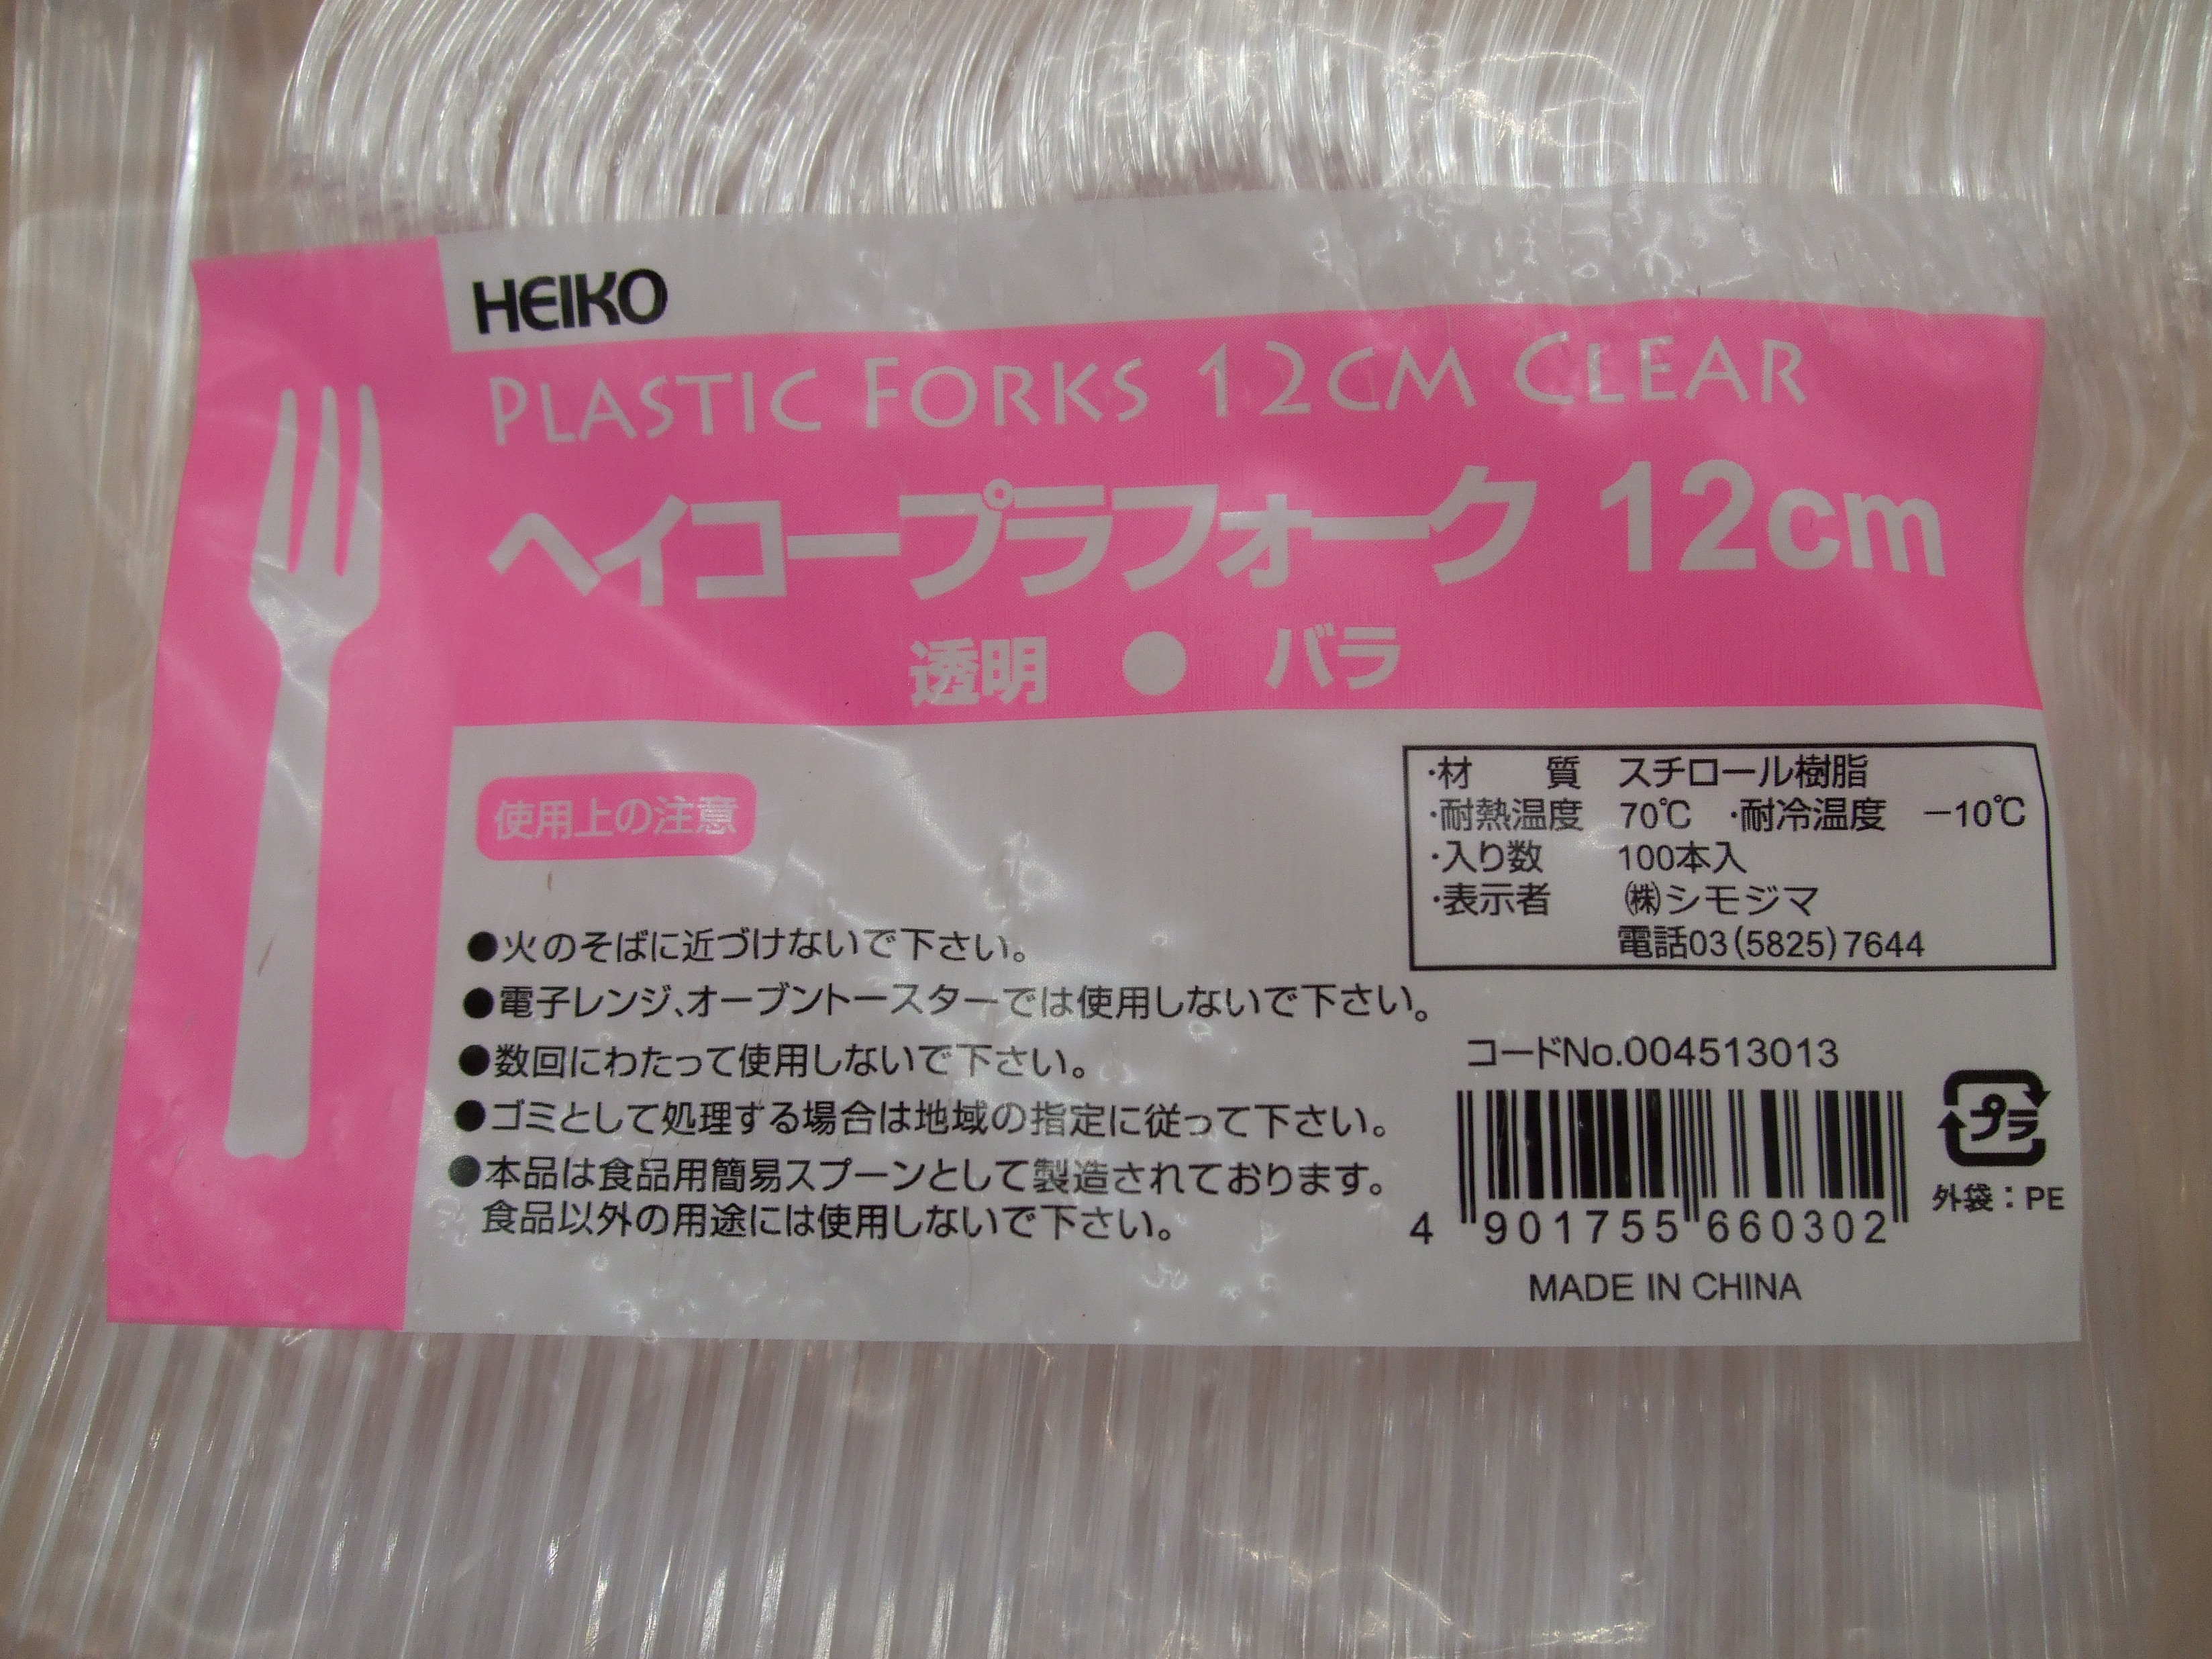 HEIKO
PLASTIC FORKS 12CM CLEAR
ヘイコープラフォーク 12cm
透明 ● バラ
使用上の注意
●火のそばに近づけないで下さい。
●電子レンジ、オーブントースターでは使用しないで下さい。
●数回にわたって使用しないで下さい。
●ゴミとして処理する場合は地域の指定に従って下さい。
●本品は食品用簡易スプーンとして製造されております。
食品以外の用途には使用しないで下さい。
・材 質 スチロール樹脂
・耐熱温度 70℃ ・耐冷温度 −10℃
・入り数 100本入
・表示者 ㈱シモジマ
電話03(5825)7644
コードNo.004513013
4 901755 660302
MADE IN CHINA
プラ
外袋：PE